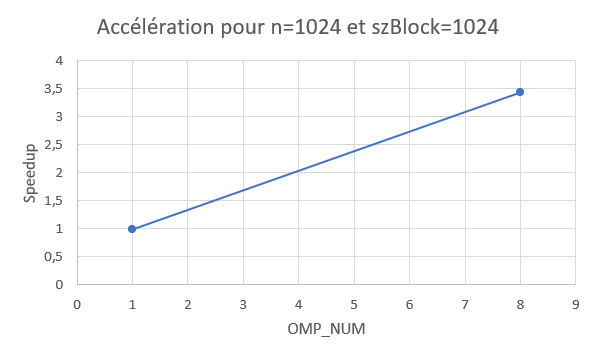 Accélération pour n=1024 et szBlock=1024
4
3,5
3
2,5
2
1,5
1
0,5
0
Speedup
0 1 2 3 4 5 6 7 8 9
OMP_NUM